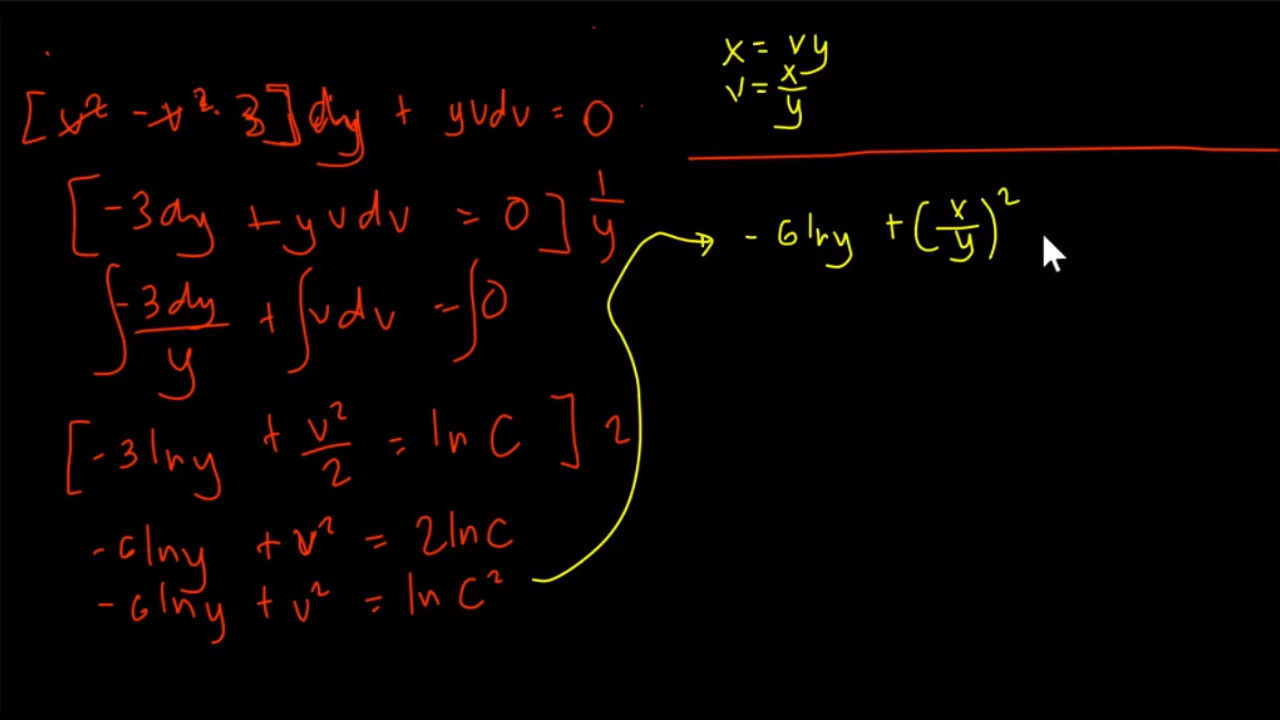 [v² - v² - 3] dy + yvdv = 0
[-3dy + yvdv = 0] 1/y
∫ -3dy/y + ∫vdv = ∫0
[-3lny + v²/2 = ln C] 2
-6lny + v² = 2lnC
-6lny + v² = ln C²
x = vy
v = x/y
-6lny + (x/y)²